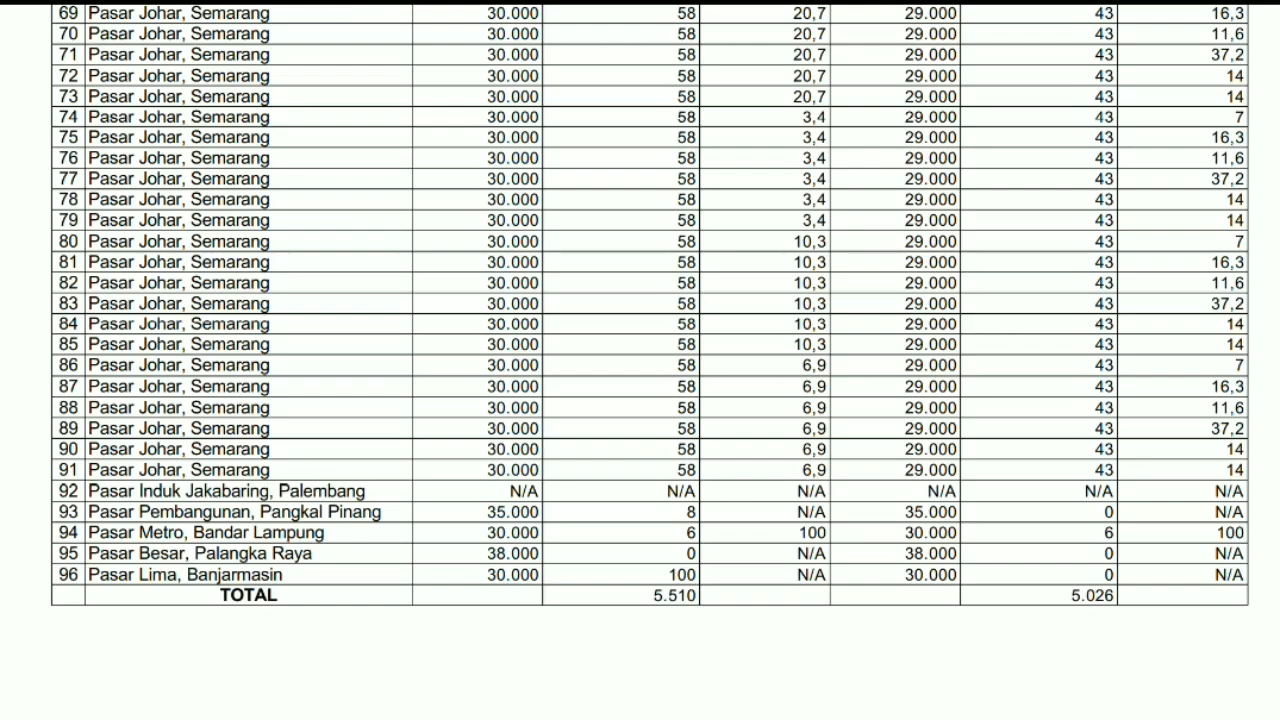 69 Pasar Johar, Semarang 30.000 58 20,7 29.000 43 16,3
70 Pasar Johar, Semarang 30.000 58 20,7 29.000 43 11,6
71 Pasar Johar, Semarang 30.000 58 20,7 29.000 43 37,2
72 Pasar Johar, Semarang 30.000 58 20,7 29.000 43 14
73 Pasar Johar, Semarang 30.000 58 20,7 29.000 43 14
74 Pasar Johar, Semarang 30.000 58 3,4 29.000 43 7
75 Pasar Johar, Semarang 30.000 58 3,4 29.000 43 16,3
76 Pasar Johar, Semarang 30.000 58 3,4 29.000 43 11,6
77 Pasar Johar, Semarang 30.000 58 3,4 29.000 43 37,2
78 Pasar Johar, Semarang 30.000 58 3,4 29.000 43 14
79 Pasar Johar, Semarang 30.000 58 3,4 29.000 43 14
80 Pasar Johar, Semarang 30.000 58 10,3 29.000 43 7
81 Pasar Johar, Semarang 30.000 58 10,3 29.000 43 16,3
82 Pasar Johar, Semarang 30.000 58 10,3 29.000 43 11,6
83 Pasar Johar, Semarang 30.000 58 10,3 29.000 43 37,2
84 Pasar Johar, Semarang 30.000 58 10,3 29.000 43 14
85 Pasar Johar, Semarang 30.000 58 10,3 29.000 43 14
86 Pasar Johar, Semarang 30.000 58 6,9 29.000 43 7
87 Pasar Johar, Semarang 30.000 58 6,9 29.000 43 16,3
88 Pasar Johar, Semarang 30.000 58 6,9 29.000 43 11,6
89 Pasar Johar, Semarang 30.000 58 6,9 29.000 43 37,2
90 Pasar Johar, Semarang 30.000 58 6,9 29.000 43 14
91 Pasar Johar, Semarang 30.000 58 6,9 29.000 43 14
92 Pasar Induk Jakabaring, Palembang N/A N/A N/A N/A N/A N/A
93 Pasar Pembangunan, Pangkal Pinang 35.000 8 N/A 35.000 0 N/A
94 Pasar Metro, Bandar Lampung 30.000 6 100 30.000 6 100
95 Pasar Besar, Palangka Raya 38.000 0 N/A 38.000 0 N/A
96 Pasar Lima, Banjarmasin 30.000 100 N/A 30.000 0 N/A
TOTAL 5.510 5.026